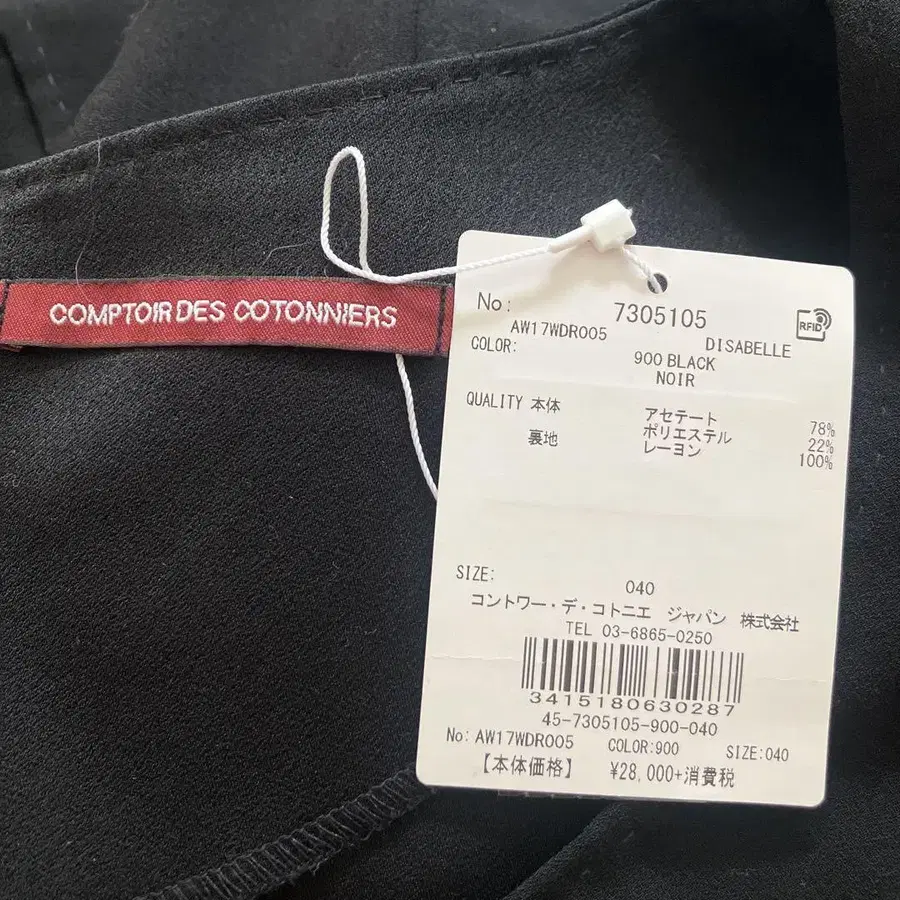 COMPTOIR DES COTONNIERS
No: 7305105
RFID
AW17WDR005 DISABELLE
COLOR: 900 BLACK
NOIR
QUALITY 本体 アセテート 78%
ポリエステル 22%
裏地 レーヨン 100%
SIZE: 040
コントワー・デ・コトニエ ジャパン 株式会社
TEL 03-6865-0250
3415180630287
45-7305105-900-040
No: AW17WDR005 COLOR:900 SIZE:040
【本体価格】 ¥28,000+消費税